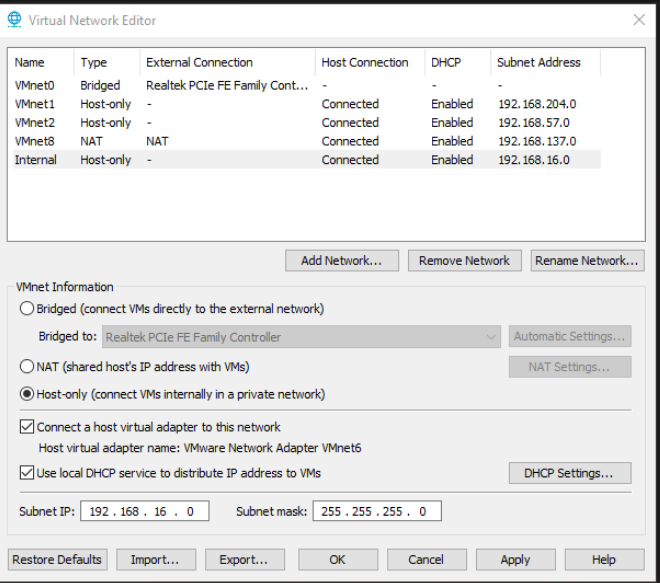 Virtual Network Editor
Name Type External Connection Host Connection DHCP Subnet Address
VMnet0 Bridged Realtek PCIe FE Family Cont... - - -
VMnet1 Host-only - Connected Enabled 192.168.204.0
VMnet2 Host-only - Connected Enabled 192.168.57.0
VMnet8 NAT NAT Connected Enabled 192.168.137.0
Internal Host-only - Connected Enabled 192.168.16.0
Add Network... Remove Network Rename Network...
VMnet Information
Bridged (connect VMs directly to the external network)
Bridged to: Realtek PCIe FE Family Controller Automatic Settings...
NAT (shared host's IP address with VMs) NAT Settings...
Host-only (connect VMs internally in a private network)
Connect a host virtual adapter to this network
Host virtual adapter name: VMware Network Adapter VMnet6
Use local DHCP service to distribute IP address to VMs DHCP Settings...
Subnet IP: 192 . 168 . 16 . 0 Subnet mask: 255 . 255 . 255 . 0
Restore Defaults Import... Export... OK Cancel Apply Help